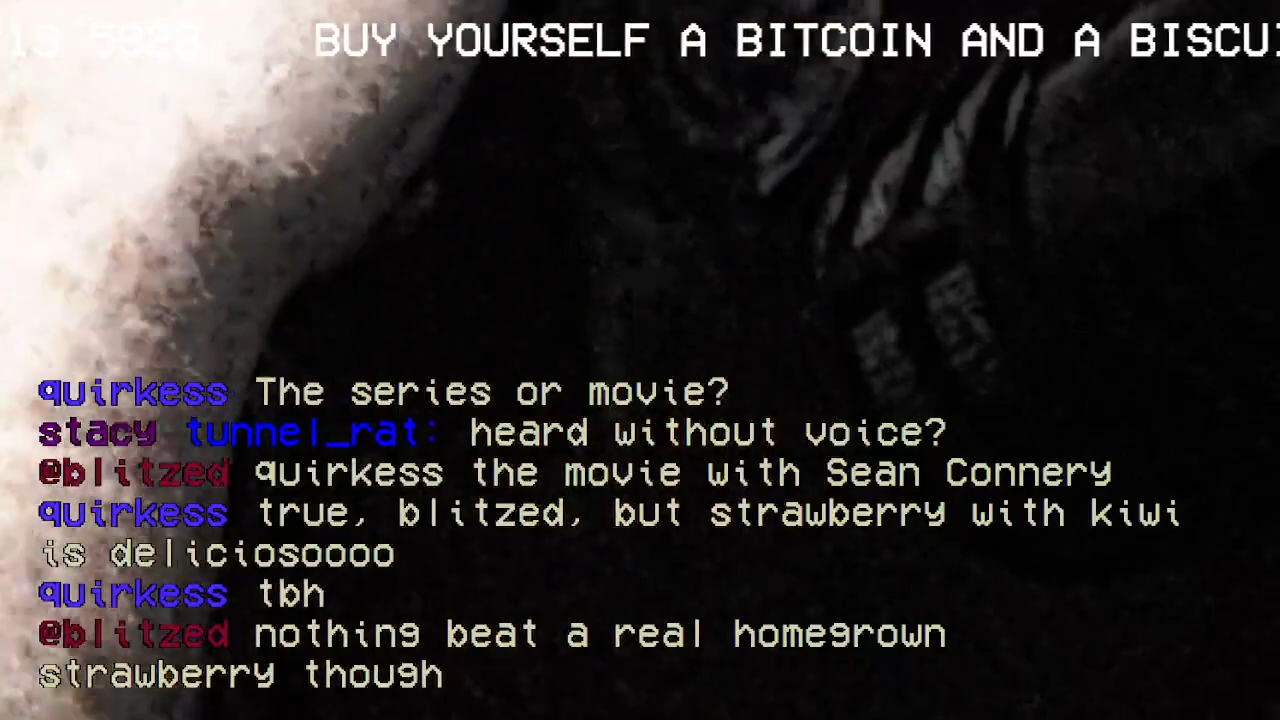 BUY YOURSELF A BITCOIN AND A
quirkess The series or movie?
stacy tunnel_rat: heard without voice?
@blitzed quirkess the movie with Sean Connery
quirkess true, blitzed, but strawberry with kiwi
is deliciosoooo
quirkess tbh
@blitzed nothing beat a real homegrown
strawberry though